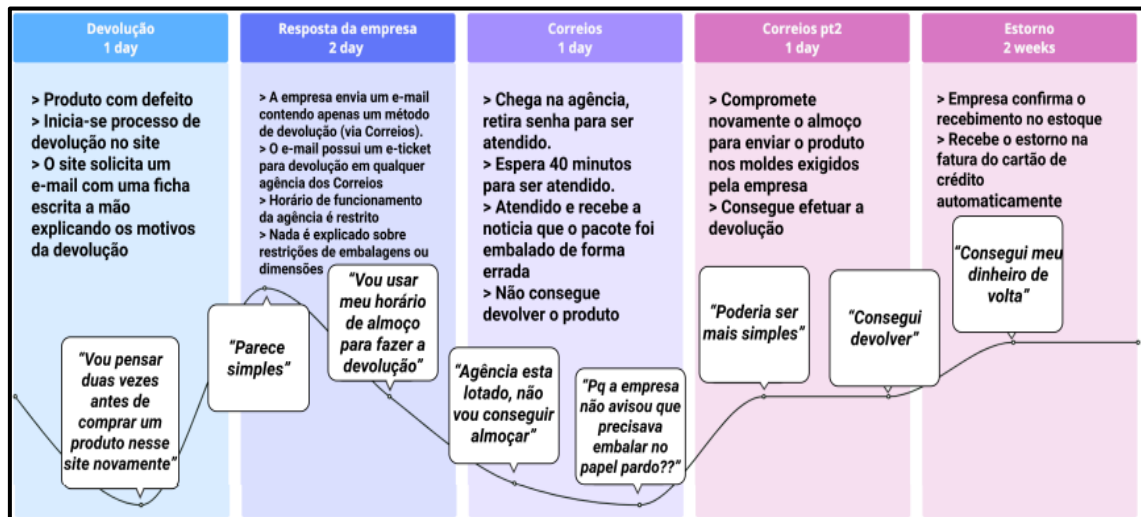 Devolução
1 day
> Produto com defeito
> Inicia-se processo de
devolução no site
> O site solicita um
e-mail com uma ficha
escrita a mão
explicando os motivos
da devolução
“Vou pensar
duas vezes
antes de
comprar um
produto nesse
site novamente”
Resposta da empresa
2 day
> A empresa envia um e-mail
contendo apenas um método
de devolução (via Correios).
> O e-mail possui um e-ticket
para devolução em qualquer
agência dos Correios
> Horário de funcionamento
da agência é restrito
> Nada é explicado sobre
restrições de embalagens ou
dimensões
“Parece
simples”
“Vou usar
meu horário
de almoço
para fazer a
devolução”
Correios
1 day
> Chega na agência,
retira senha para ser
atendido.
> Espera 40 minutos
para ser atendido.
> Atendido e recebe a
noticia que o pacote foi
embalado de forma
errada
> Não consegue
devolver o produto
“Agência esta
lotado, não
vou conseguir
almoçar”
“Pq a empresa
não avisou que
precisava
embalar no
papel pardo??”
Correios pt2
1 day
> Compromete
novamente o almoço
para enviar o produto
nos moldes exigidos
pela empresa
> Consegue efetuar a
devolução
“Poderia ser
mais simples”
“Consegui
devolver”
Estorno
2 weeks
> Empresa confirma o
recebimento no estoque
> Recebe o estorno na
fatura do cartão de
crédito
automaticamente
“Consegui meu
dinheiro de
volta”